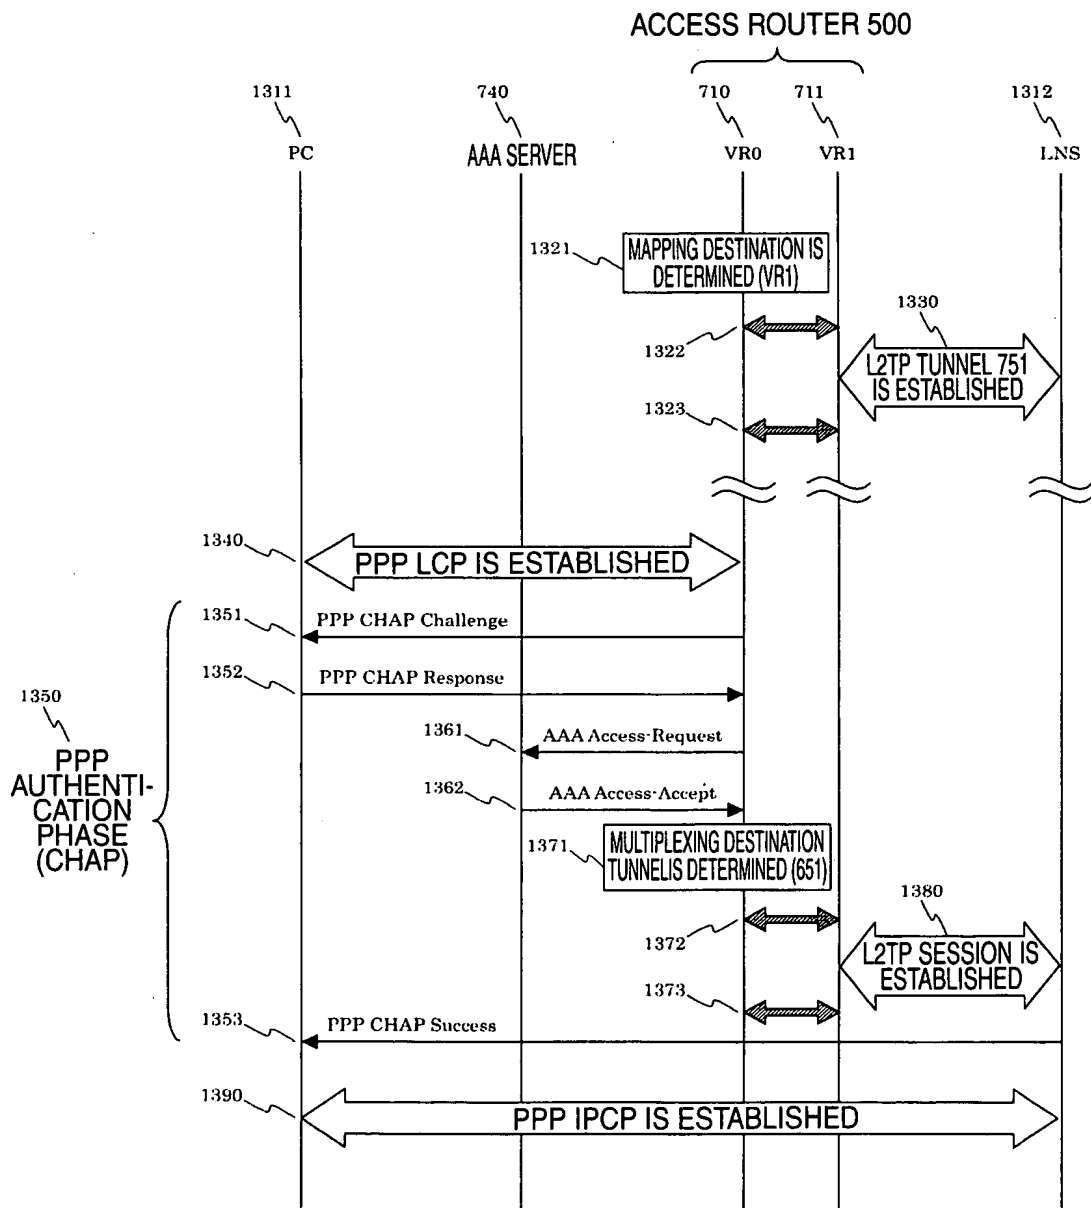 ACCESS ROUTER 500
1311
740
710
711
1312
PC
AAA SERVER
VR0
VR1
LNS
1321
MAPPING DESTINATION IS
DETERMINED (VR1)
1322
1330
L2TP TUNNEL 751
IS ESTABLISHED
1323
1340
PPP LCP IS ESTABLISHED
1351
PPP CHAP Challenge
1352
PPP CHAP Response
1350
PPP
AUTHENTI-
CATION
PHASE
(CHAP)
1361
AAA Access-Request
1362
AAA Access-Accept
1371
MULTIPLEXING DESTINATION
TUNNELIS DETERMINED (651)
1372
1380
L2TP SESSION IS
ESTABLISHED
1373
1353
PPP CHAP Success
1390
PPP IPCP IS ESTABLISHED